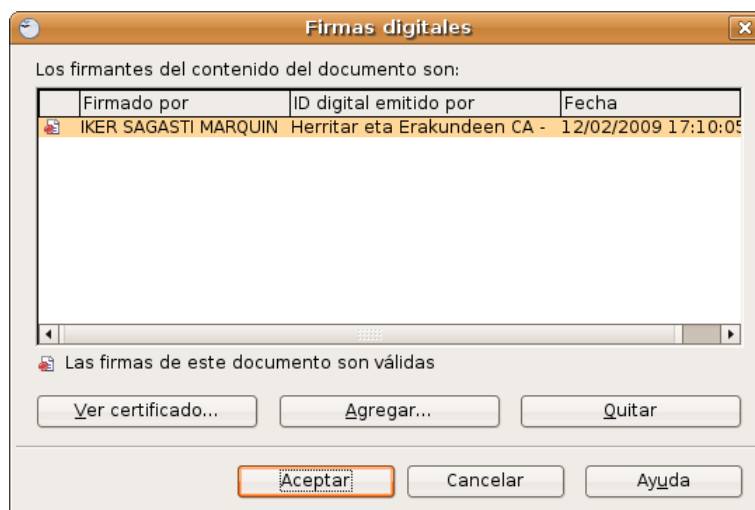 Firmas digitales
Los firmantes del contenido del documento son:
Firmado por ID digital emitido por Fecha
IKER SAGASTI MARQUIN Herritar eta Erakundeen CA - 12/02/2009 17:10:05
Las firmas de este documento son válidas
Ver certificado... Agregar... Quitar
Aceptar Cancelar Ayuda